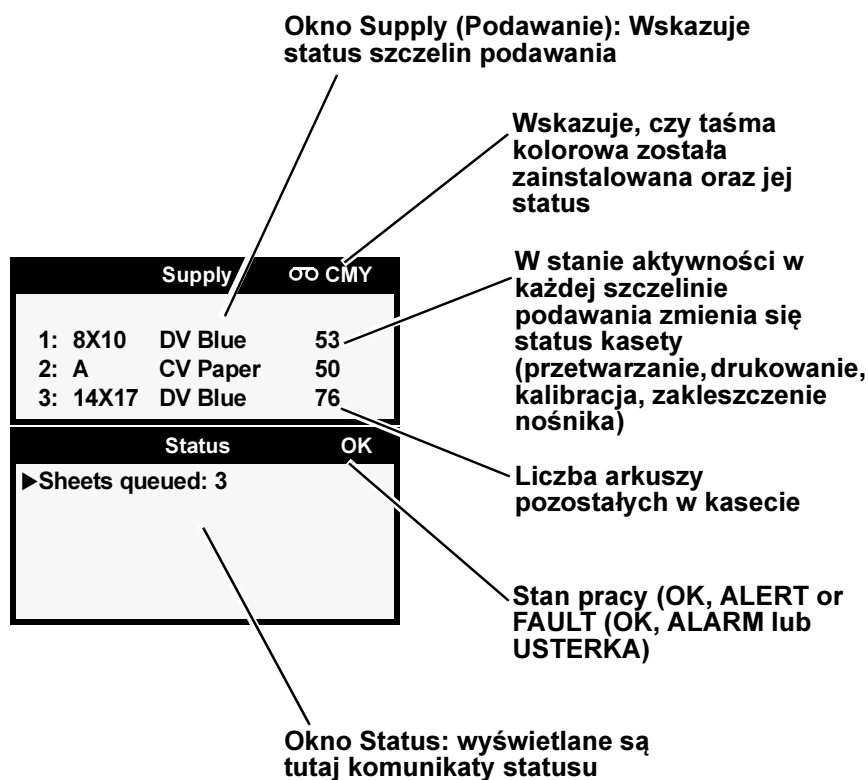 Okno Supply (Podawanie): Wskazuje
status szczelin podawania
Wskazuje, czy taśma
kolorowa została
zainstalowana oraz jej
status
Supply CMY
1: 8X10 DV Blue 53
2: A CV Paper 50
3: 14X17 DV Blue 76
W stanie aktywności w
każdej szczelinie
podawania zmienia się
status kasety
(przetwarzanie, drukowanie,
kalibracja, zakleszczenie
nośnika)
Status OK
▶Sheets queued: 3
Liczba arkuszy
pozostałych w kasecie
Stan pracy (OK, ALERT or
FAULT (OK, ALARM lub
USTERKA)
Okno Status: wyświetlane są
tutaj komunikaty statusu